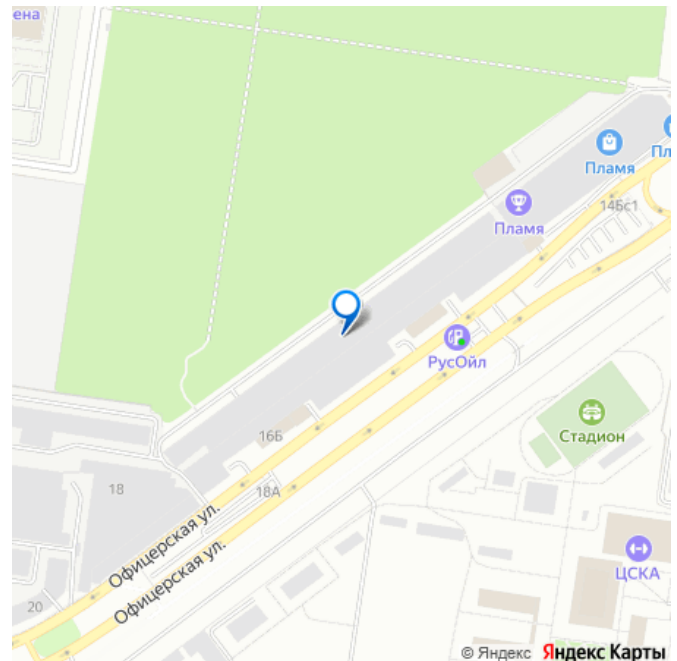 ена
Пламя
Пл
14Бс1
Пламя
РусОйл
Стадион
16Б
18А
18
Офицерская ул.
Офицерская ул.
ЦСКА
20
© Яндекс Яндекс Карты